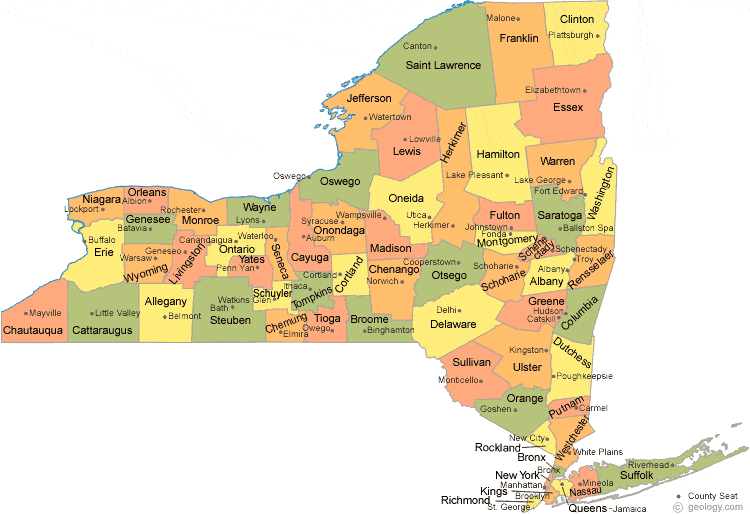 Clinton
Malone
Franklin
Plattsburgh
Canton
Saint Lawrence
Elizabethtown
Essex
Jefferson
Watertown
Lowville
Lewis
Herkimer
Hamilton
Lake Pleasant
Warren
Lake George
Washington
Fort Edward
Oswego
Oswego
Oneida
Utica
Herkimer
Niagara
Lockport
Orleans
Albion
Genesee
Batavia
Rochester
Monroe
Wayne
Lyons
Syracuse
Onondaga
Wampsville
Madison
Fulton
Johnstown
Fonda
Montgomery
Saratoga
Ballston Spa
Buffalo
Erie
Warsaw
Wyoming
Geneseo
Livingston
Canandaigua
Ontario
Waterloo
Seneca
Yates
Penn Yan
Auburn
Cayuga
Cortland
Cortland
Chenango
Norwich
Cooperstown
Otsego
Schoharie
Schoharie
Schene
ctady
Schenectady
Troy
Rensselaer
Albany
Albany
Mayville
Chautauqua
Little Valley
Cattaraugus
Allegany
Belmont
Bath
Steuben
Watkins
Glen
Schuyler
Ithaca
Tompkins
Chemung
Elmira
Tioga
Owego
Broome
Binghamton
Delhi
Delaware
Greene
Hudson
Catskill
Columbia
Sullivan
Monticello
Kingston
Ulster
Dutchess
Poughkeepsie
Orange
Goshen
Putnam
Carmel
New City
Rockland
Westchester
White Plains
Bronx
Bronx
New York
Manhattan
Kings
Brooklyn
Richmond
St. George
Queens
Jamaica
Nassau
Mineola
Riverhead
Suffolk
County Seat
© geology.com